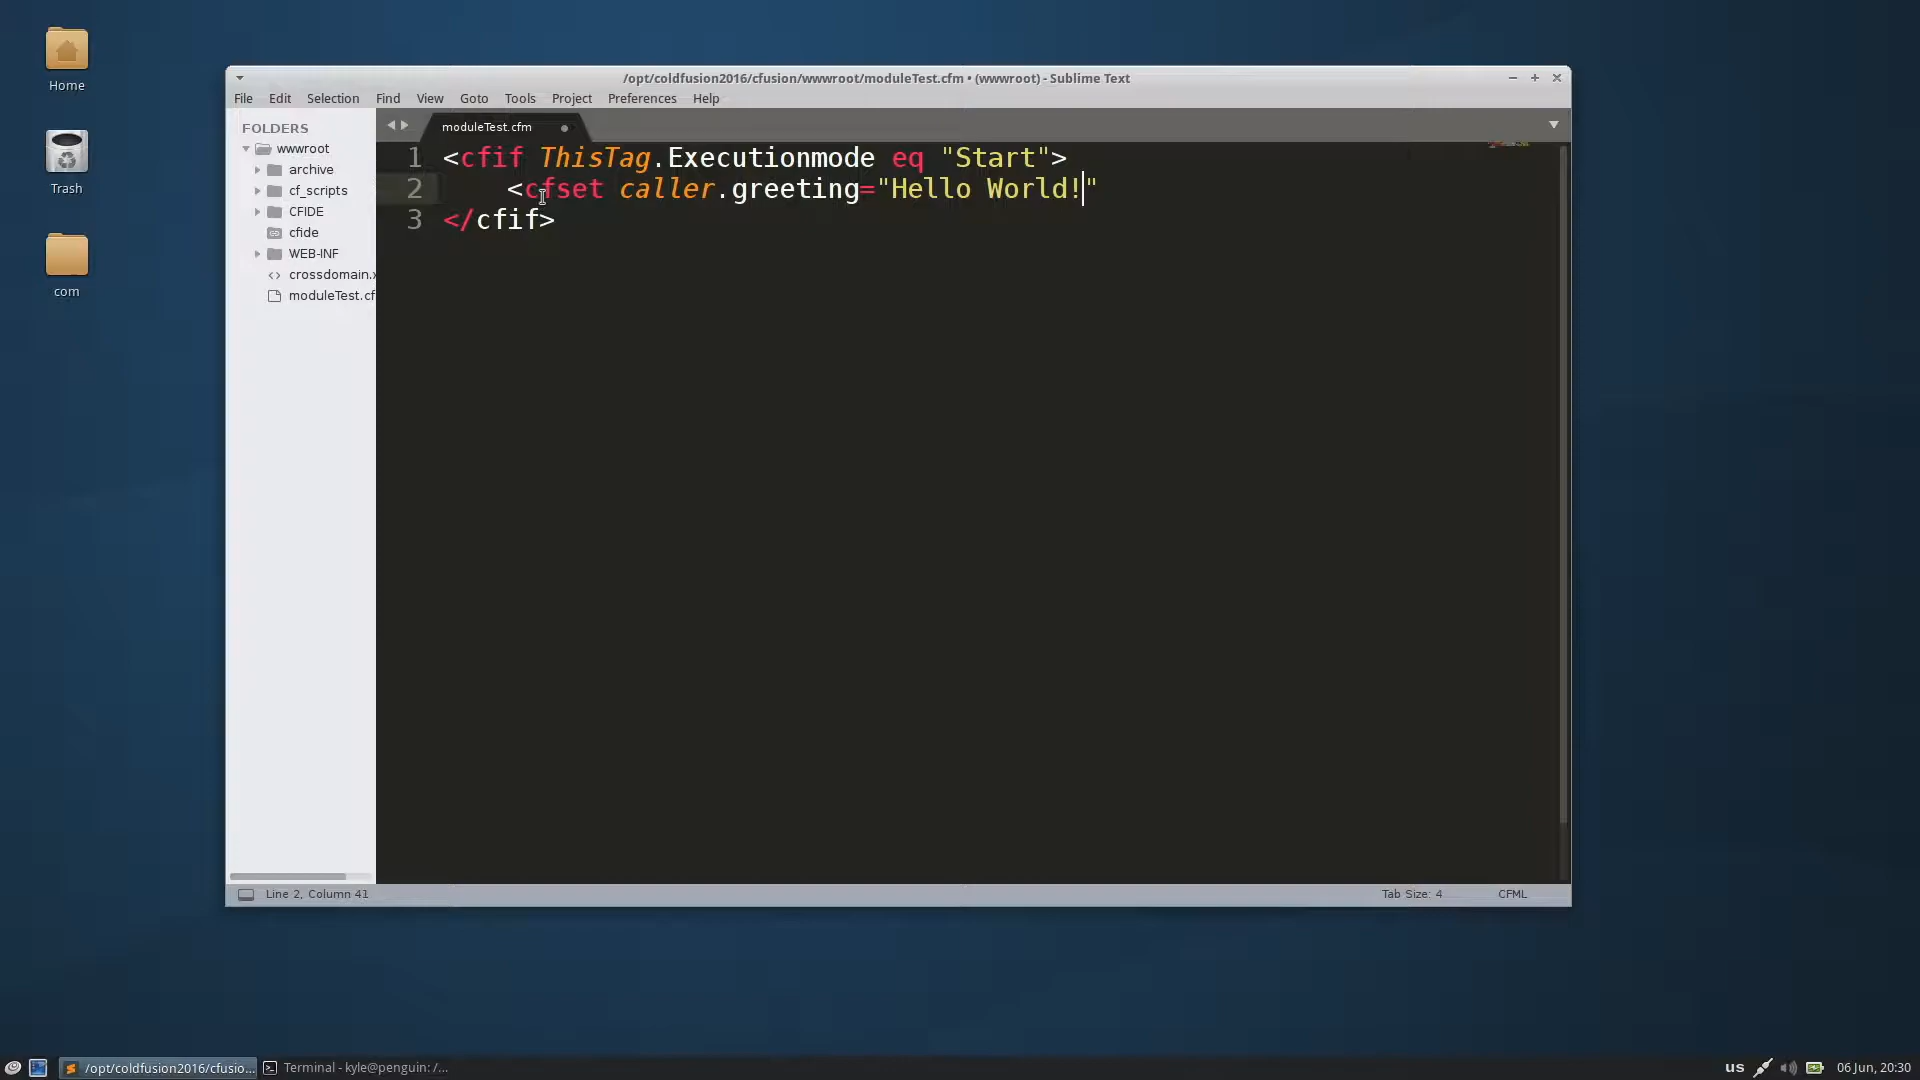 Home
Trash
com
/opt/coldfusion2016/cfusion/wwwroot/moduleTest.cfm • (wwwroot) - Sublime Text
File Edit Selection Find View Goto Tools Project Preferences Help
FOLDERS
wwwroot
archive
cf_scripts
CFIDE
cfide
WEB-INF
crossdomain.x
moduleTest.cf
moduleTest.cfm
1 <cfif ThisTag.Executionmode eq "Start">
2 <cfset caller.greeting="Hello World!"
3 </cfif>
Line 2, Column 41
Tab Size: 4
CFML
/opt/coldfusion2016/cfusio...
Terminal - kyle@penguin: /...
us
06 Jun, 20:30